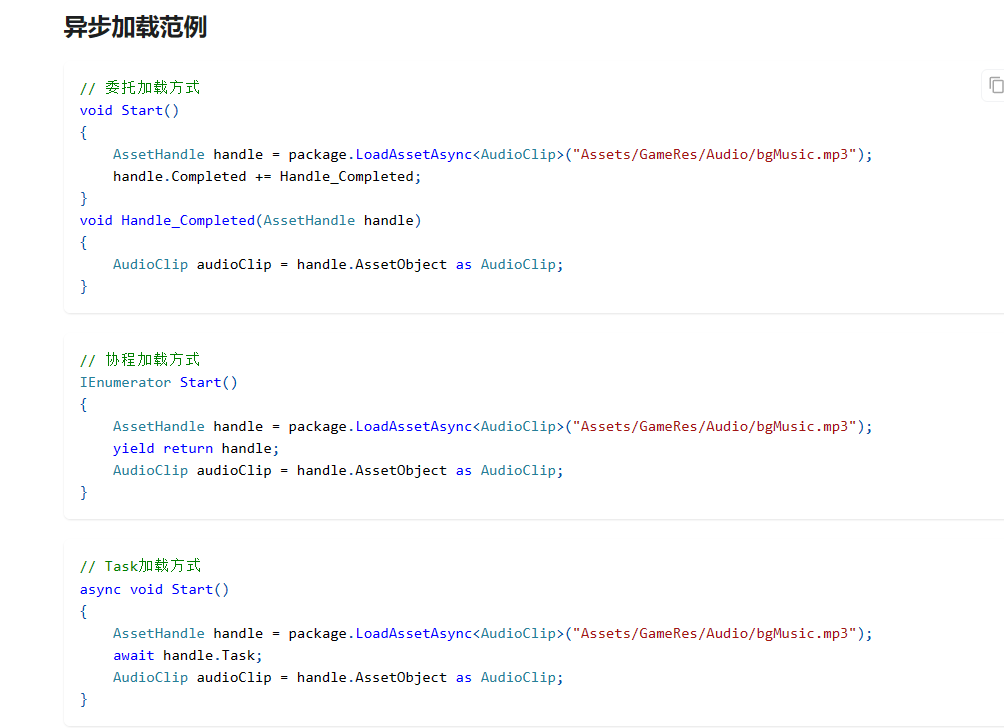 异步加载范例
// 委托加载方式
void Start()
{
    AssetHandle handle = package.LoadAssetAsync<AudioClip>("Assets/GameRes/Audio/bgMusic.mp3");
    handle.Completed += Handle_Completed;
}
void Handle_Completed(AssetHandle handle)
{
    AudioClip audioClip = handle.AssetObject as AudioClip;
}
// 协程加载方式
IEnumerator Start()
{
    AssetHandle handle = package.LoadAssetAsync<AudioClip>("Assets/GameRes/Audio/bgMusic.mp3");
    yield return handle;
    AudioClip audioClip = handle.AssetObject as AudioClip;
}
// Task加载方式
async void Start()
{
    AssetHandle handle = package.LoadAssetAsync<AudioClip>("Assets/GameRes/Audio/bgMusic.mp3");
    await handle.Task;
    AudioClip audioClip = handle.AssetObject as AudioClip;
}